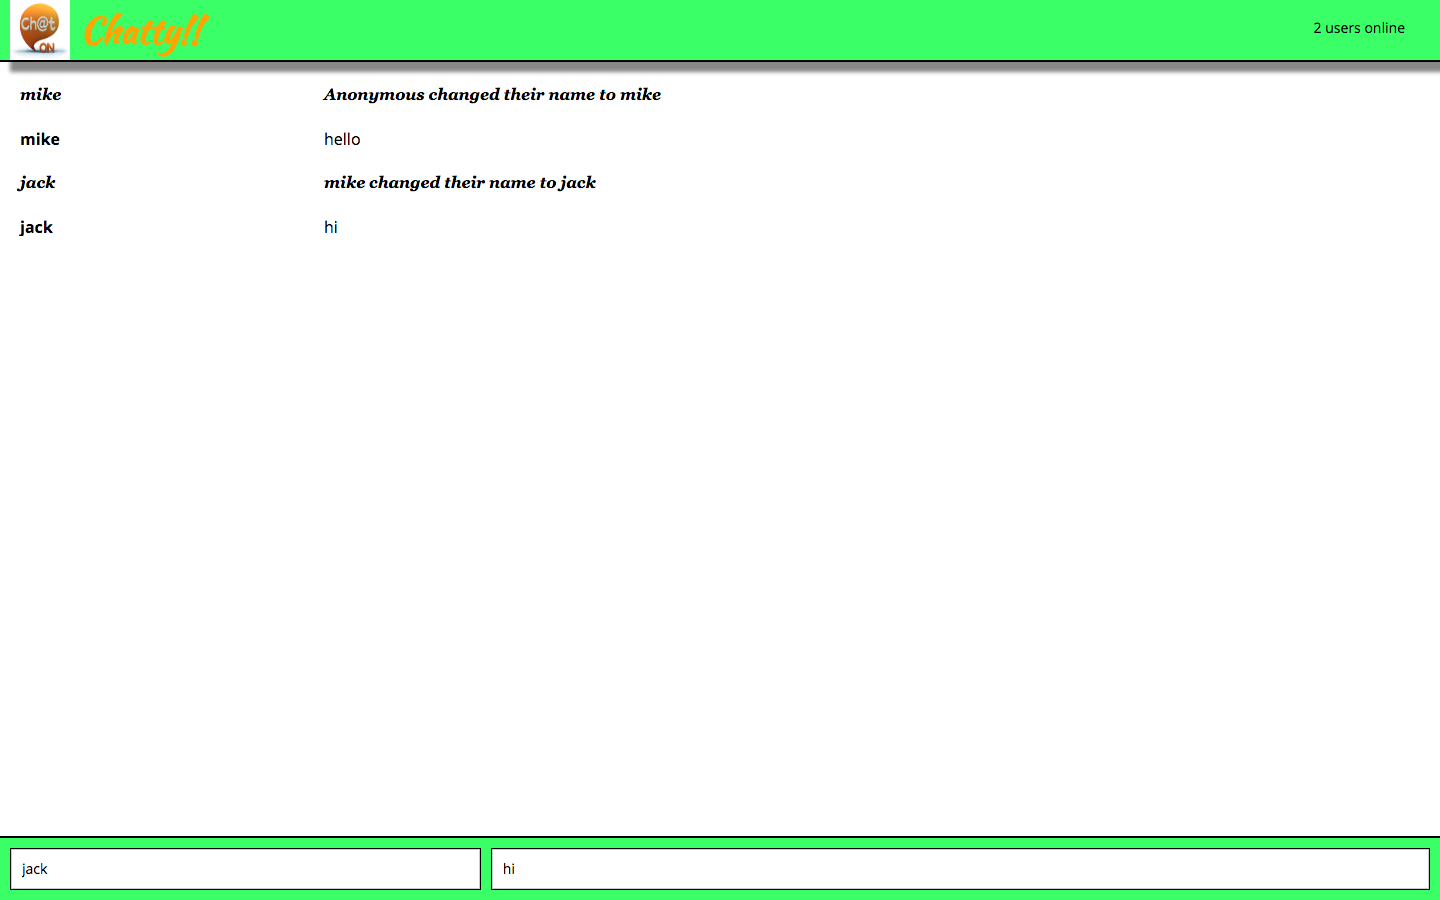 Ch@t
ON
Chatty!!
2 users online
mike Anonymous changed their name to mike
mike hello
jack mike changed their name to jack
jack hi
jack
hi